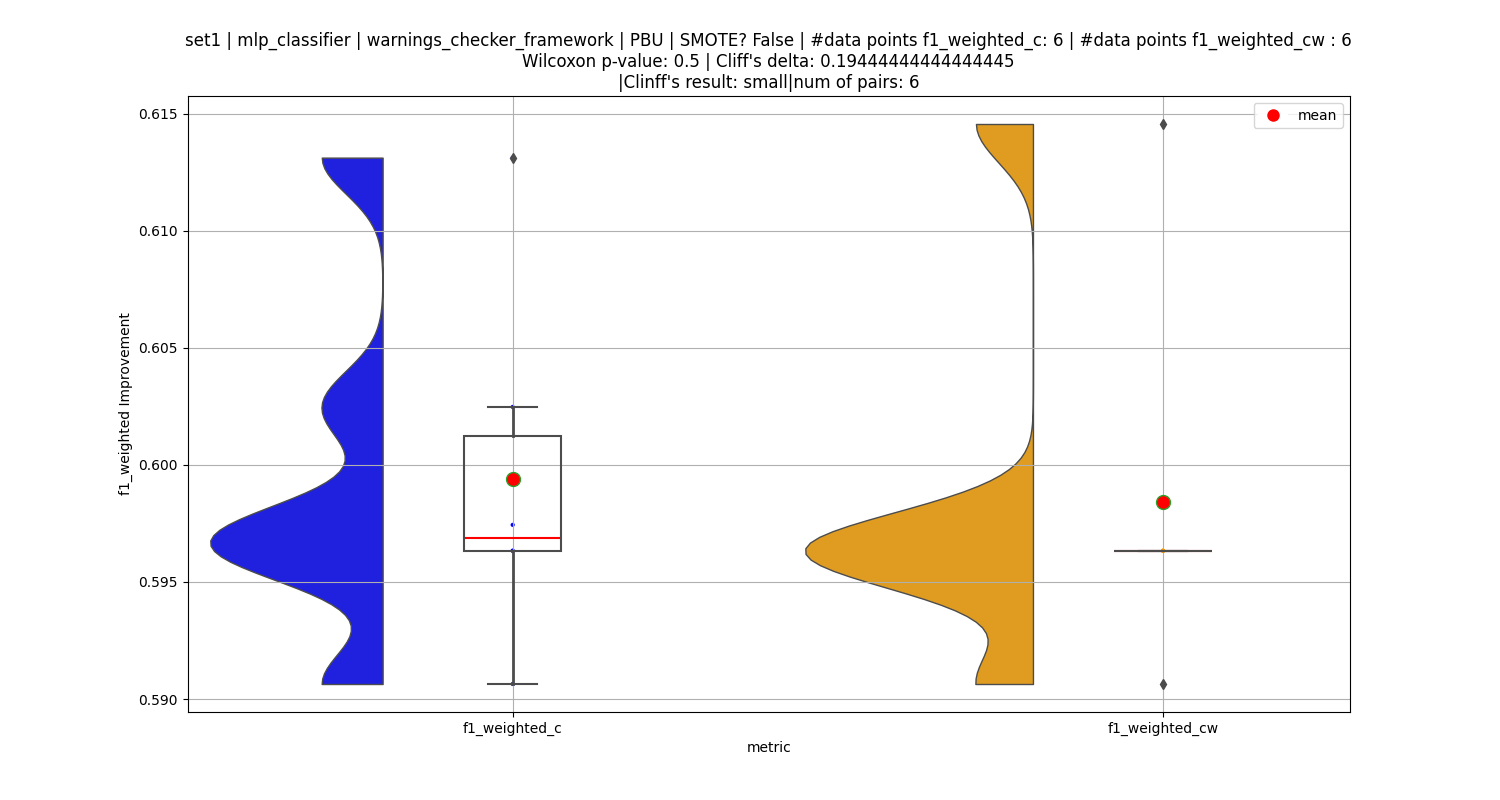 set1 | mlp_classifier | warnings_checker_framework | PBU | SMOTE? False | #data points f1_weighted_c: 6 | #data points f1_weighted_cw : 6
Wilcoxon p-value: 0.5 | Cliff's delta: 0.19444444444444445
|Clinff's result: small|num of pairs: 6
mean
0.615
0.610
0.605
0.600
0.595
0.590
f1_weighted Improvement
f1_weighted_c
f1_weighted_cw
metric